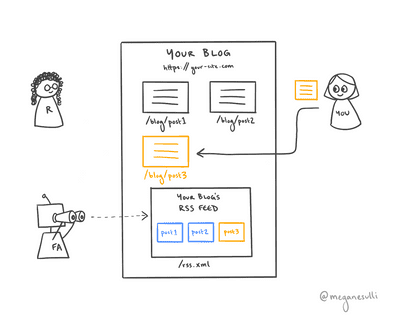 YOUR BLOG
https://your-site.com
R
YOU
/blog/post1
/blog/post2
/blog/post3
YOUR BLOG'S
RSS FEED
post 1
post 2
post 3
FA
/rss.xml
@meganesulli